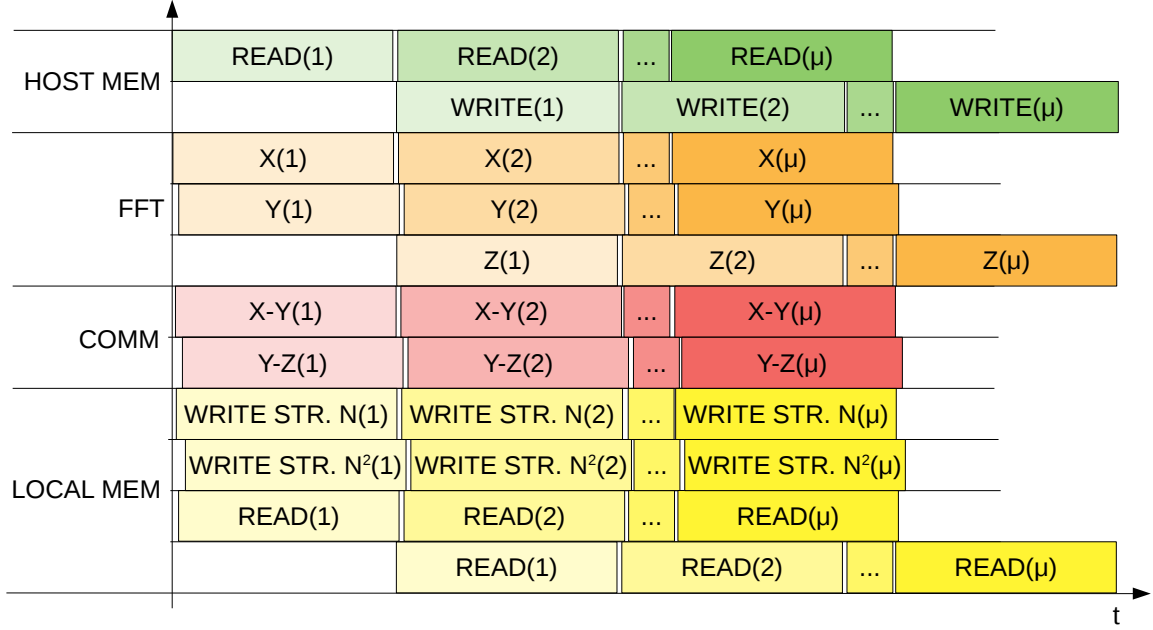 READ(1) READ(2) ... READ(μ)
HOST MEM
WRITE(1) WRITE(2) ... WRITE(μ)
X(1) X(2) ... X(μ)
FFT Y(1) Y(2) ... Y(μ)
Z(1) Z(2) ... Z(μ)
X-Y(1) X-Y(2) ... X-Y(μ)
COMM
Y-Z(1) Y-Z(2) ... Y-Z(μ)
WRITE STR. N(1) WRITE STR. N(2) ... WRITE STR. N(μ)
WRITE STR. N²(1) WRITE STR. N²(2) ... WRITE STR. N²(μ)
LOCAL MEM
READ(1) READ(2) ... READ(μ)
READ(1) READ(2) ... READ(μ)
t